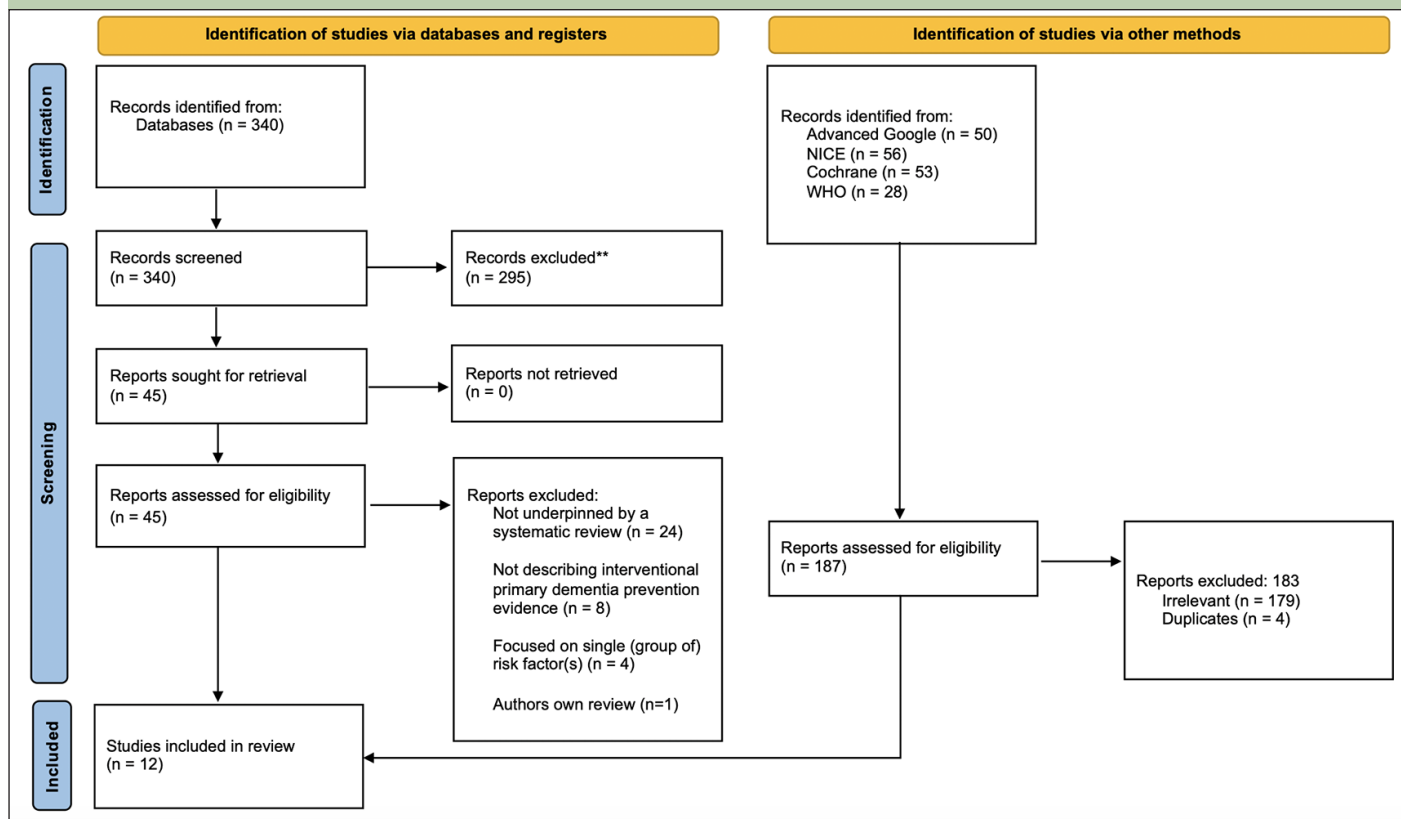 Identification of studies via databases and registers
Identification of studies via other methods
Identification
Records identified from:
Databases (n = 340)
Records identified from:
Advanced Google (n = 50)
NICE (n = 56)
Cochrane (n = 53)
WHO (n = 28)
Screening
Records screened
(n = 340)
Records excluded**
(n = 295)
Reports sought for retrieval
(n = 45)
Reports not retrieved
(n = 0)
Reports assessed for eligibility
(n = 45)
Reports excluded:
Not underpinned by a
systematic review (n = 24)
Not describing interventional
primary dementia prevention
evidence (n = 8)
Focused on single (group of)
risk factor(s) (n = 4)
Authors own review (n=1)
Reports assessed for eligibility
(n = 187)
Reports excluded: 183
Irrelevant (n = 179)
Duplicates (n = 4)
Included
Studies included in review
(n = 12)